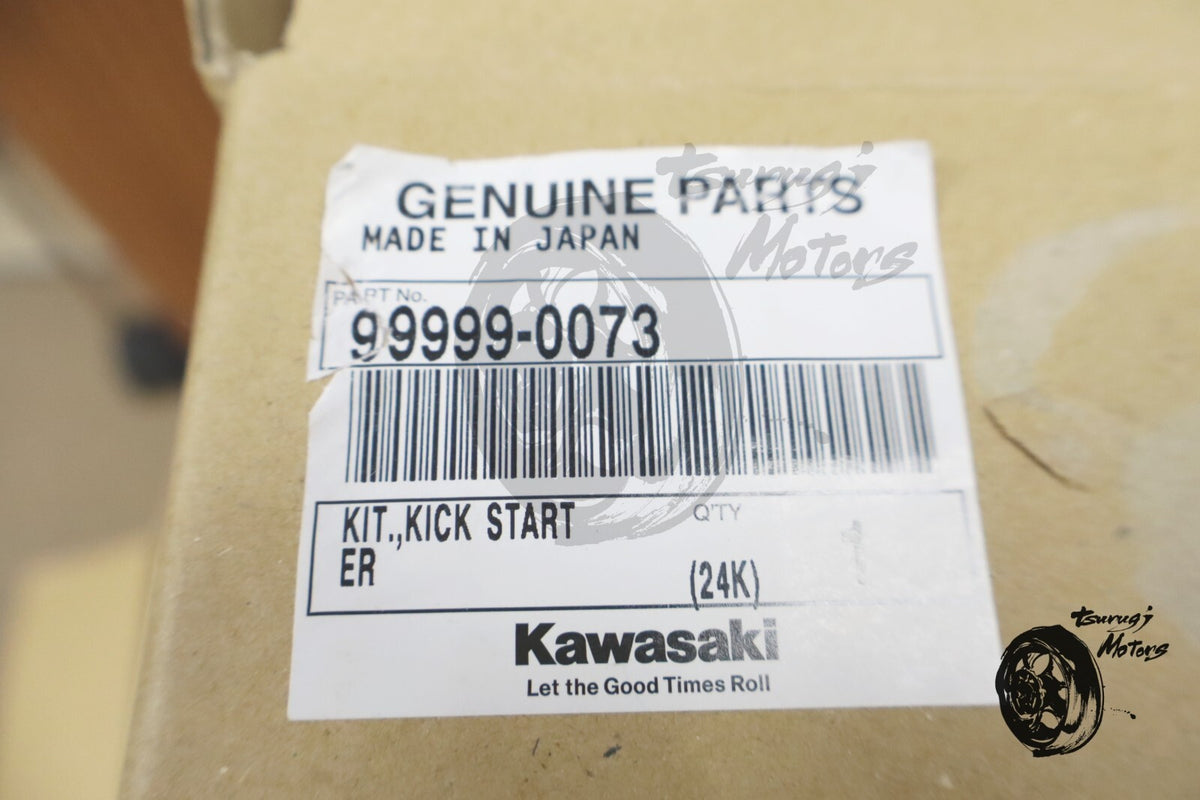 GENUINE PARTS
MADE IN JAPAN
PART No.
99999-0073
KIT.,KICK START
ER
Q'TY
1
(24K)
Kawasaki
Let the Good Times Roll
tsurugi
Motors
tsurugi
Motors